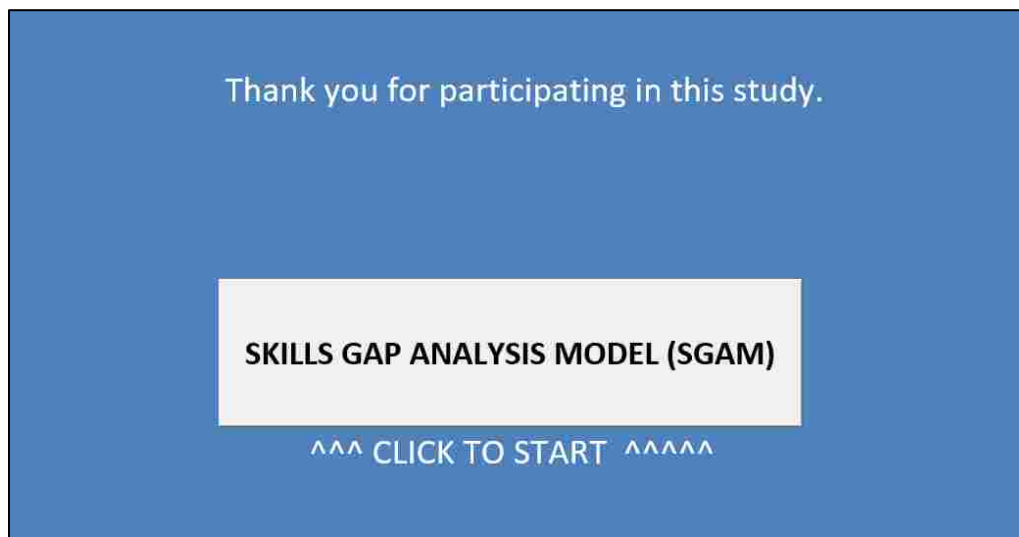 Thank you for participating in this study.
SKILLS GAP ANALYSIS MODEL (SGAM)
^^^ CLICK TO START ^^^^^